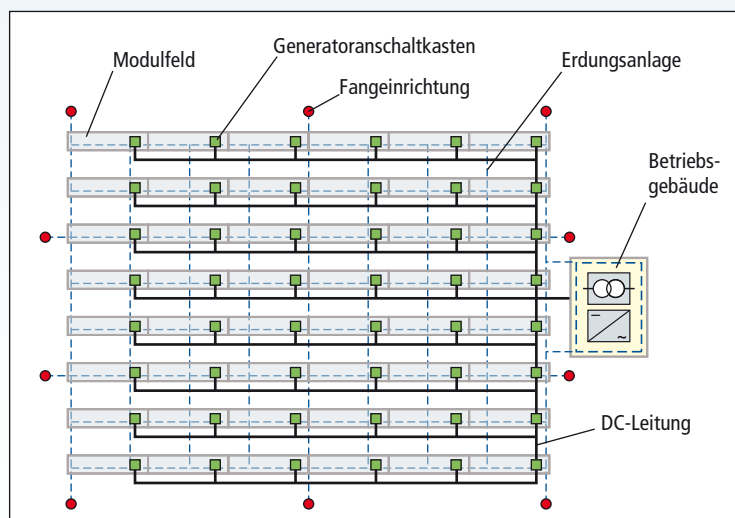 Generatoranschaltkasten
Modulfeld
Erdungsanlage
Fangeinrichtung
Betriebs-
gebäude
DC-Leitung